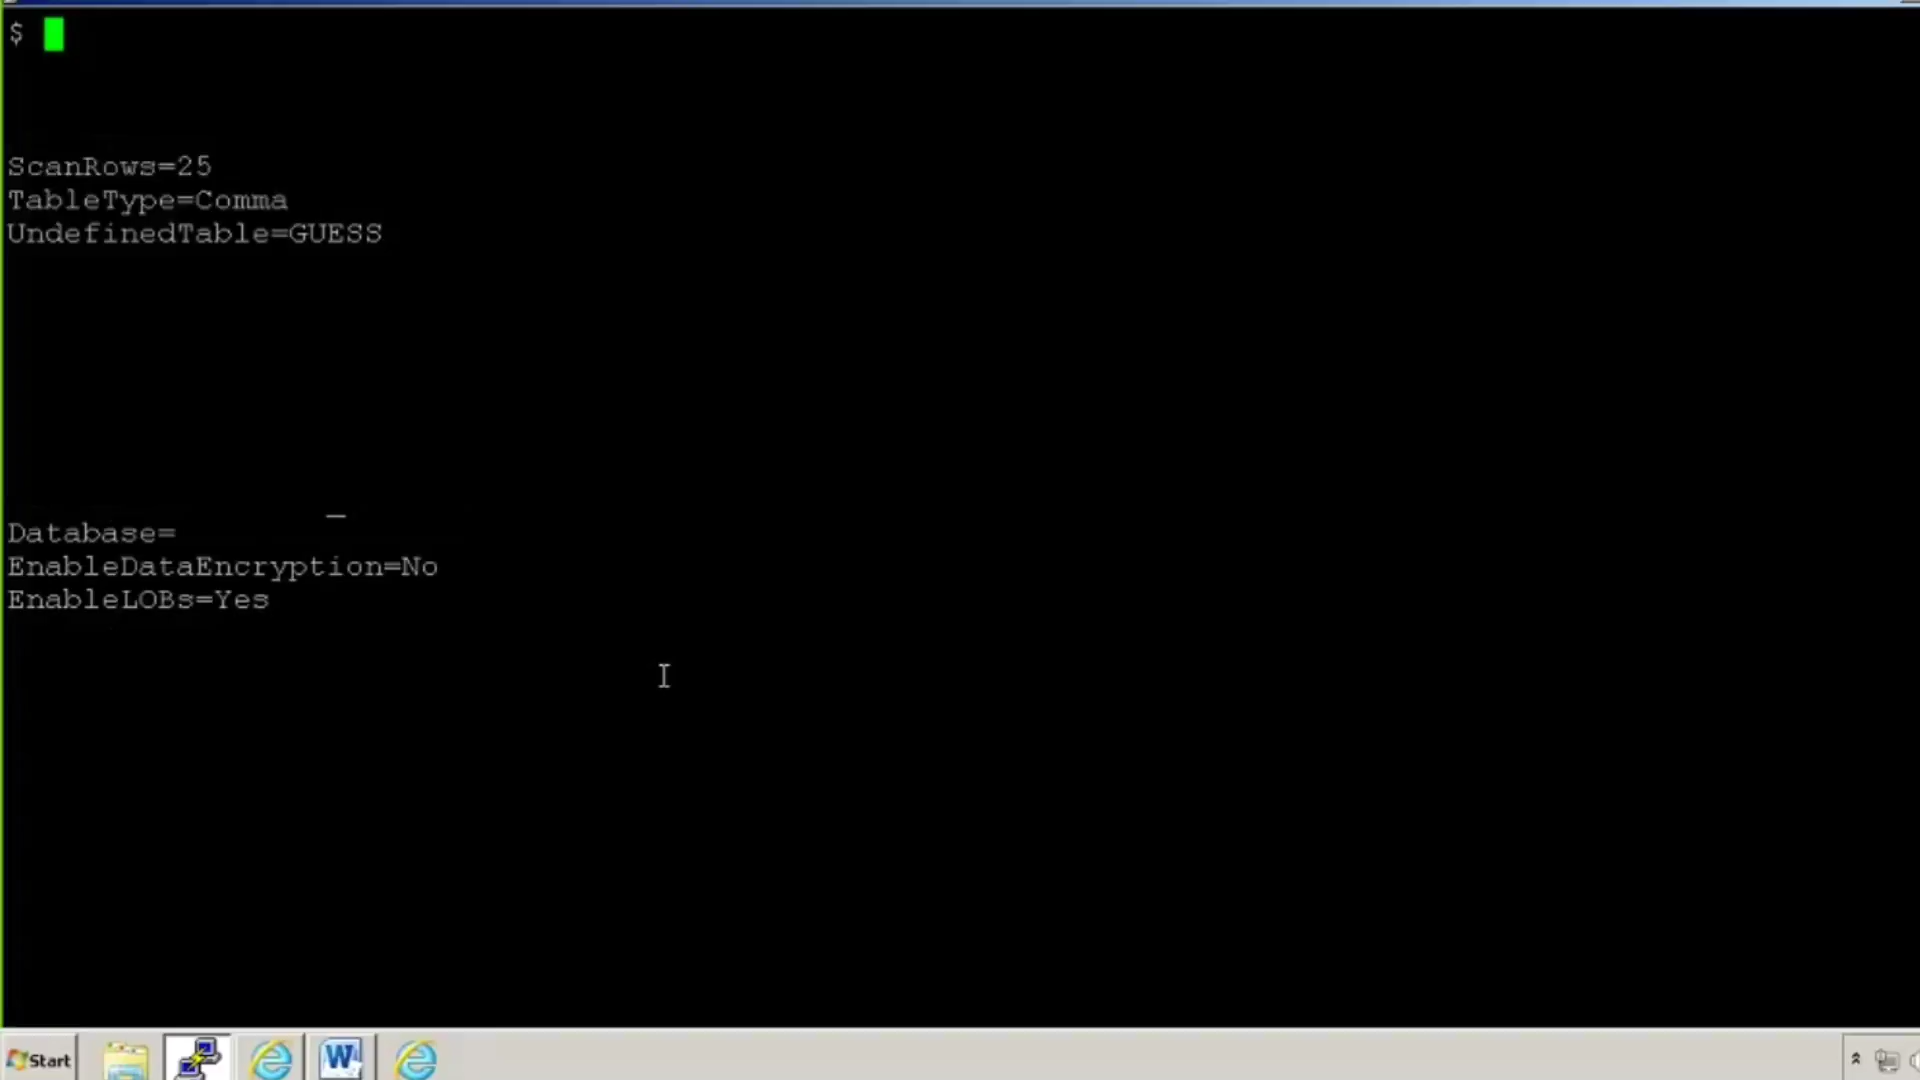 $
ScanRows=25
TableType=Comma
UndefinedTable=GUESS
_
Database=
EnableDataEncryption=No
EnableLOBs=Yes
Start
W